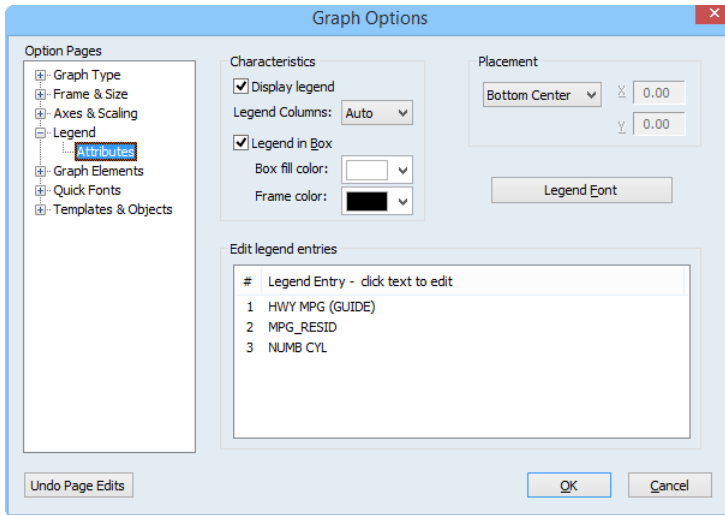 Graph Options
Option Pages
Graph Type
Frame & Size
Axes & Scaling
Legend
Attributes
Graph Elements
Quick Fonts
Templates & Objects
Characteristics
Display legend
Legend Columns: Auto
Legend in Box
Box fill color:
Frame color:
Placement
Bottom Center X 0.00
Y 0.00
Legend Font
Edit legend entries
# Legend Entry - click text to edit
1 HWY MPG (GUIDE)
2 MPG_RESID
3 NUMB CYL
Undo Page Edits
OK
Cancel